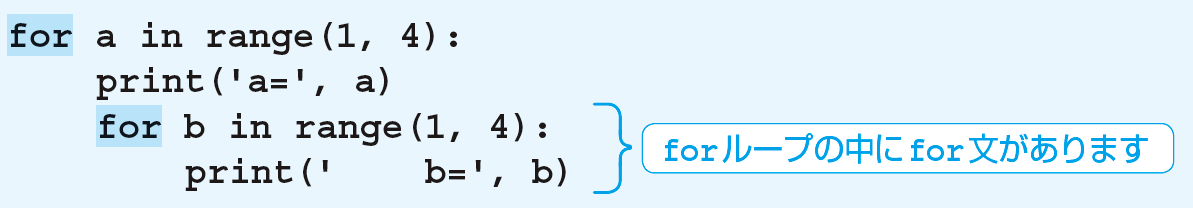 for a in range(1, 4):
    print('a=', a)
    for b in range(1, 4):
        print('    b=', b)
forループの中にfor文があります